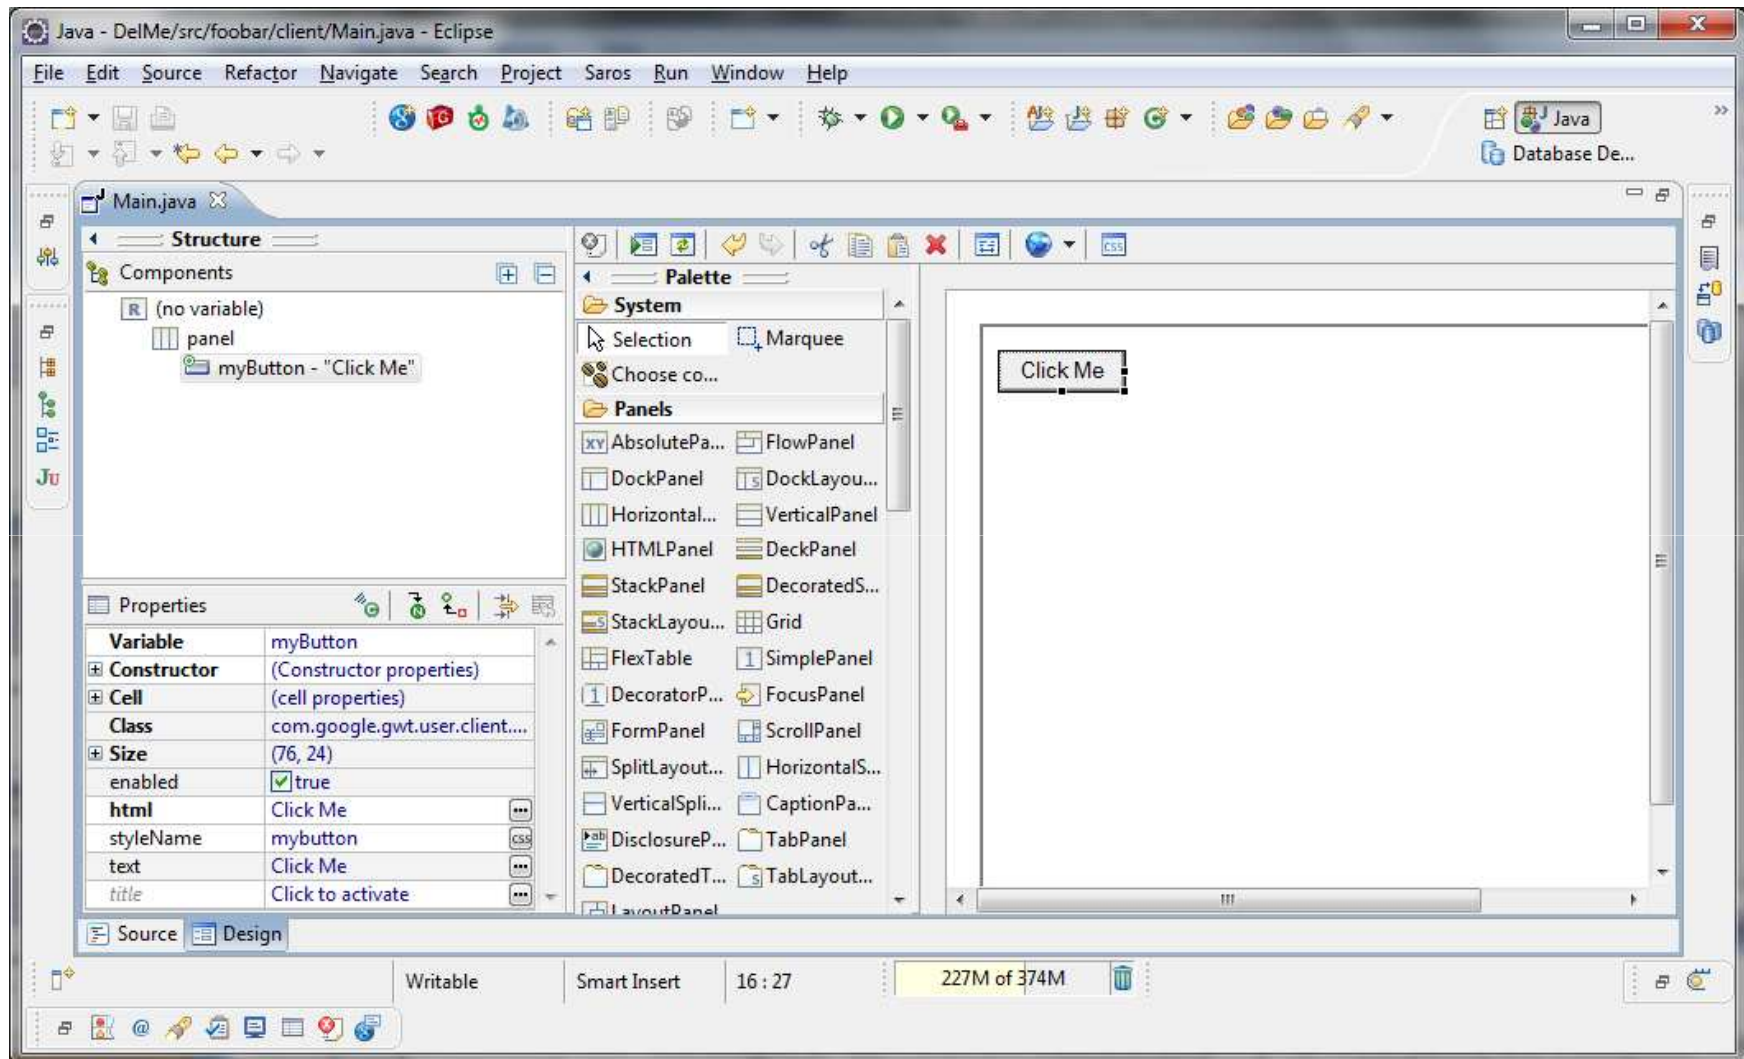 Java - DelMe/src/foobar/client/Main.java - Eclipse
File Edit Source Refactor Navigate Search Project Saros Run Window Help
Java
Database De...
Main.java
Structure
Components
(no variable)
panel
myButton - "Click Me"
Properties
Variable myButton
Constructor (Constructor properties)
Cell (cell properties)
Class com.google.gwt.user.client....
Size (76, 24)
enabled true
html Click Me
styleName mybutton
text Click Me
title Click to activate
Palette
System
Selection Marquee
Choose co...
Panels
AbsolutePa... FlowPanel
DockPanel DockLayou...
Horizontal... VerticalPanel
HTMLPanel DeckPanel
StackPanel DecoratedS...
StackLayou... Grid
FlexTable SimplePanel
DecoratorP... FocusPanel
FormPanel ScrollPanel
SplitLayout... HorizontalS...
VerticalSpli... CaptionPa...
DisclosureP... TabPanel
DecoratedT... TabLayout...
LayoutPanel
Click Me
Source Design
Writable Smart Insert 16 : 27 227M of 374M